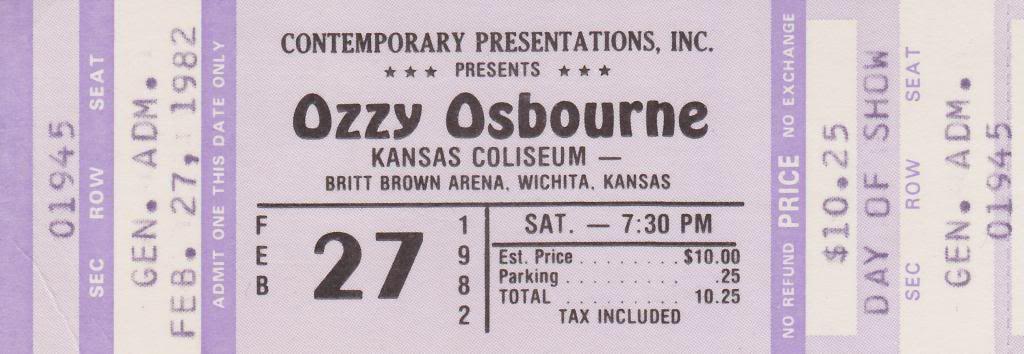 01945
SEC ROW SEAT
GEN. ADM.
FEB. 27, 1982
ADMIT ONE THIS DATE ONLY
CONTEMPORARY PRESENTATIONS, INC.
★★★ PRESENTS ★★★
Ozzy Osbourne
KANSAS COLISEUM —
BRITT BROWN ARENA, WICHITA, KANSAS
FEB
27
1982
SAT. — 7:30 PM
Est. Price . . . . . . . . . $10.00
Parking . . . . . . . . . . .25
TOTAL . . . . . . . . . . 10.25
TAX INCLUDED
NO REFUND PRICE NO EXCHANGE
$10.25
DAY OF SHOW
SEC ROW SEAT
GEN. ADM.
01945